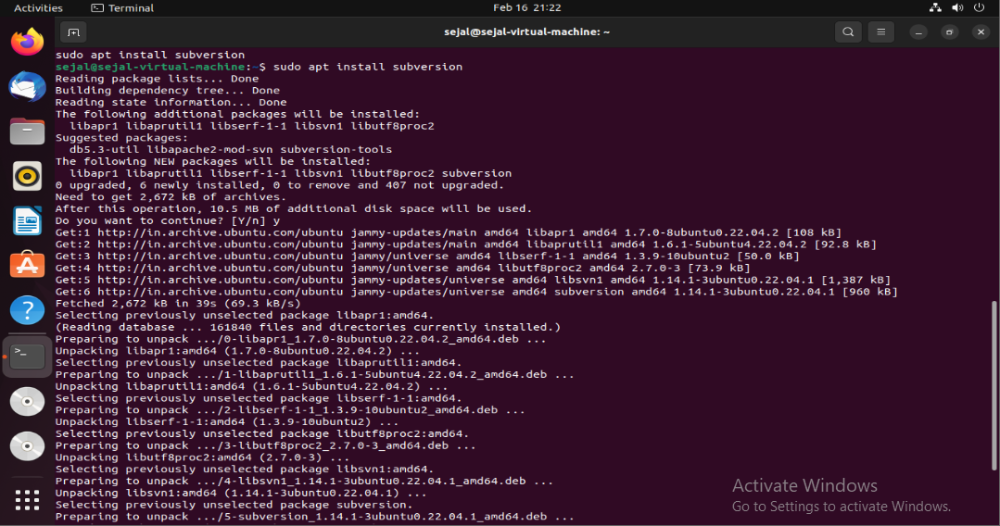 Activities
Terminal
Feb 16 21:22
sejal@sejal-virtual-machine: ~
sudo apt install subversion
sejal@sejal-virtual-machine:~$ sudo apt install subversion
Reading package lists... Done
Building dependency tree... Done
Reading state information... Done
The following additional packages will be installed:
  libapr1 libaprutil1 libserf-1-1 libsvn1 libutf8proc2
Suggested packages:
  db5.3-util libapache2-mod-svn subversion-tools
The following NEW packages will be installed:
  libapr1 libaprutil1 libserf-1-1 libsvn1 libutf8proc2 subversion
0 upgraded, 6 newly installed, 0 to remove and 407 not upgraded.
Need to get 2,672 kB of archives.
After this operation, 10.5 MB of additional disk space will be used.
Do you want to continue? [Y/n] y
Get:1 http://in.archive.ubuntu.com/ubuntu jammy-updates/main amd64 libapr1 amd64 1.7.0-8ubuntu0.22.04.2 [108 kB]
Get:2 http://in.archive.ubuntu.com/ubuntu jammy-updates/main amd64 libaprutil1 amd64 1.6.1-5ubuntu4.22.04.2 [92.8 kB]
Get:3 http://in.archive.ubuntu.com/ubuntu jammy/universe amd64 libserf-1-1 amd64 1.3.9-10ubuntu2 [50.0 kB]
Get:4 http://in.archive.ubuntu.com/ubuntu jammy/universe amd64 libutf8proc2 amd64 2.7.0-3 [73.9 kB]
Get:5 http://in.archive.ubuntu.com/ubuntu jammy-updates/universe amd64 libsvn1 amd64 1.14.1-3ubuntu0.22.04.1 [1,387 kB]
Get:6 http://in.archive.ubuntu.com/ubuntu jammy-updates/universe amd64 subversion amd64 1.14.1-3ubuntu0.22.04.1 [960 kB]
Fetched 2,672 kB in 39s (69.3 kB/s)
Selecting previously unselected package libapr1:amd64.
(Reading database ... 161840 files and directories currently installed.)
Preparing to unpack .../0-libapr1_1.7.0-8ubuntu0.22.04.2_amd64.deb ...
Unpacking libapr1:amd64 (1.7.0-8ubuntu0.22.04.2) ...
Selecting previously unselected package libaprutil1:amd64.
Preparing to unpack .../1-libaprutil1_1.6.1-5ubuntu4.22.04.2_amd64.deb ...
Unpacking libaprutil1:amd64 (1.6.1-5ubuntu4.22.04.2) ...
Selecting previously unselected package libserf-1-1:amd64.
Preparing to unpack .../2-libserf-1-1_1.3.9-10ubuntu2_amd64.deb ...
Unpacking libserf-1-1:amd64 (1.3.9-10ubuntu2) ...
Selecting previously unselected package libutf8proc2:amd64.
Preparing to unpack .../3-libutf8proc2_2.7.0-3_amd64.deb ...
Unpacking libutf8proc2:amd64 (2.7.0-3) ...
Selecting previously unselected package libsvn1:amd64.
Preparing to unpack .../4-libsvn1_1.14.1-3ubuntu0.22.04.1_amd64.deb ...
Unpacking libsvn1:amd64 (1.14.1-3ubuntu0.22.04.1) ...
Selecting previously unselected package subversion.
Preparing to unpack .../5-subversion_1.14.1-3ubuntu0.22.04.1_amd64.deb ...
Activate Windows
Go to Settings to activate Windows.